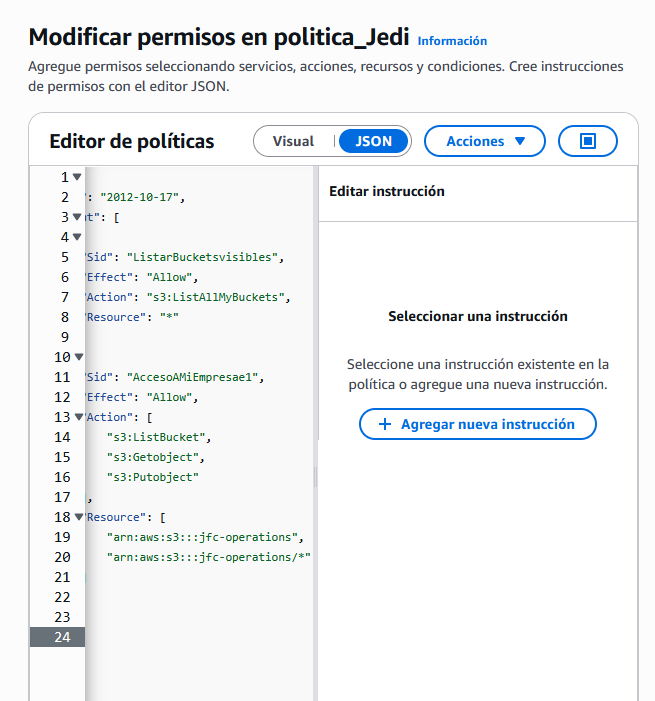 Modificar permisos en politica_Jedi Información
Agregue permisos seleccionando servicios, acciones, recursos y condiciones. Cree instrucciones
de permisos con el editor JSON.
Editor de políticas Visual JSON Acciones
1
2 ": "2012-10-17",
3 nt": [
4
5 "Sid": "ListarBucketsvisibles",
6 "Effect": "Allow",
7 "Action": "s3:ListAllMyBuckets",
8 "Resource": "*"
9
10
11 "Sid": "AccesoAMiEmpresae1",
12 "Effect": "Allow",
13 "Action": [
14 "s3:ListBucket",
15 "s3:Getobject",
16 "s3:Putobject"
17 ,
18 "Resource": [
19 "arn:aws:s3:::jfc-operations",
20 "arn:aws:s3:::jfc-operations/*"
21
22
23
24
Editar instrucción
Seleccionar una instrucción
Seleccione una instrucción existente en la
política o agregue una nueva instrucción.
+ Agregar nueva instrucción